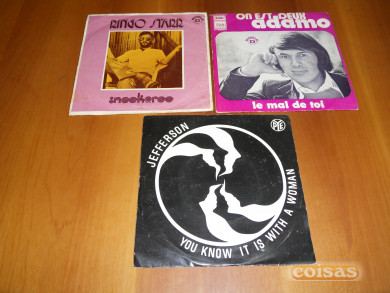 RINGO STARR
snookeroo
ON EST DEUX
adamo
le mal de toi
JEFFERSON
PYE
YOU KNOW IT IS WITH A WOMAN
coisas